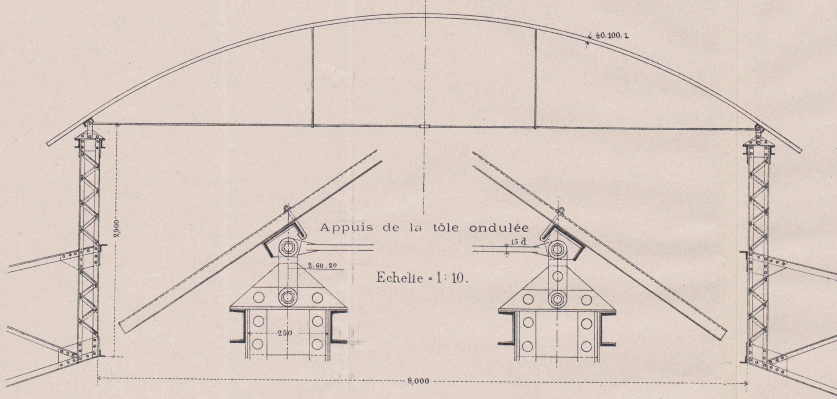 40.100.1
2,900
Appuis de la tôle ondulée
15 d
2.60.20
Echelle = 1:10.
250
8,000